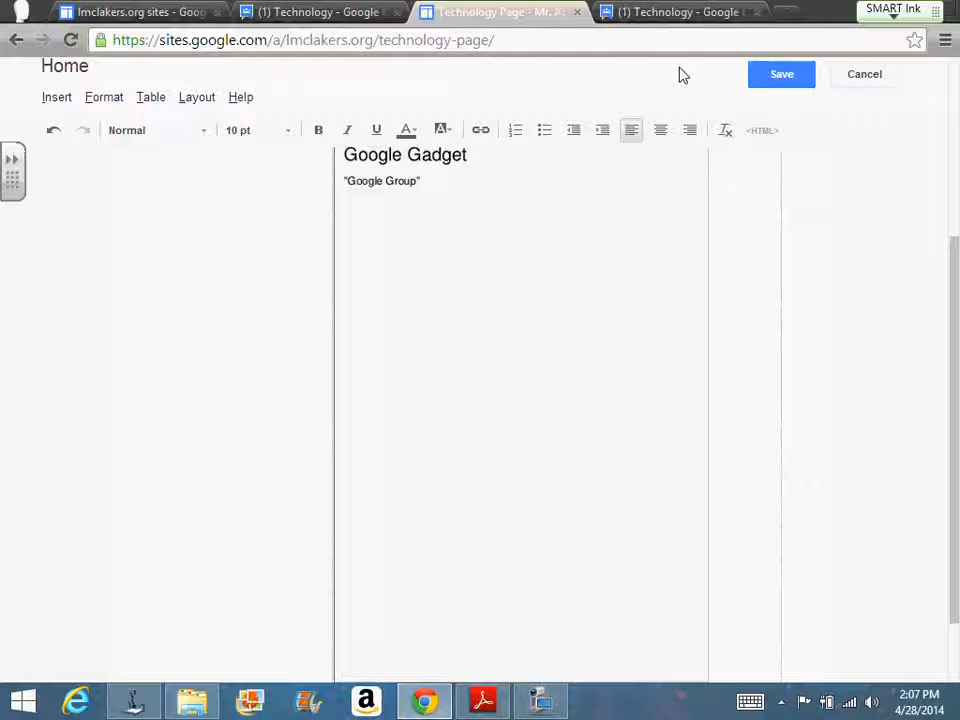 lmclakers.org sites - Goog
(1) Technology - Google
Technology Page - Mr.
(1) Technology - Google
SMART Ink
https://sites.google.com/a/lmclakers.org/technology-page/
Home
Save
Cancel
Insert
Format
Table
Layout
Help
Normal
10 pt
B
I
U
A
A
<HTML>
Google Gadget
"Google Group"
2:07 PM
4/28/2014